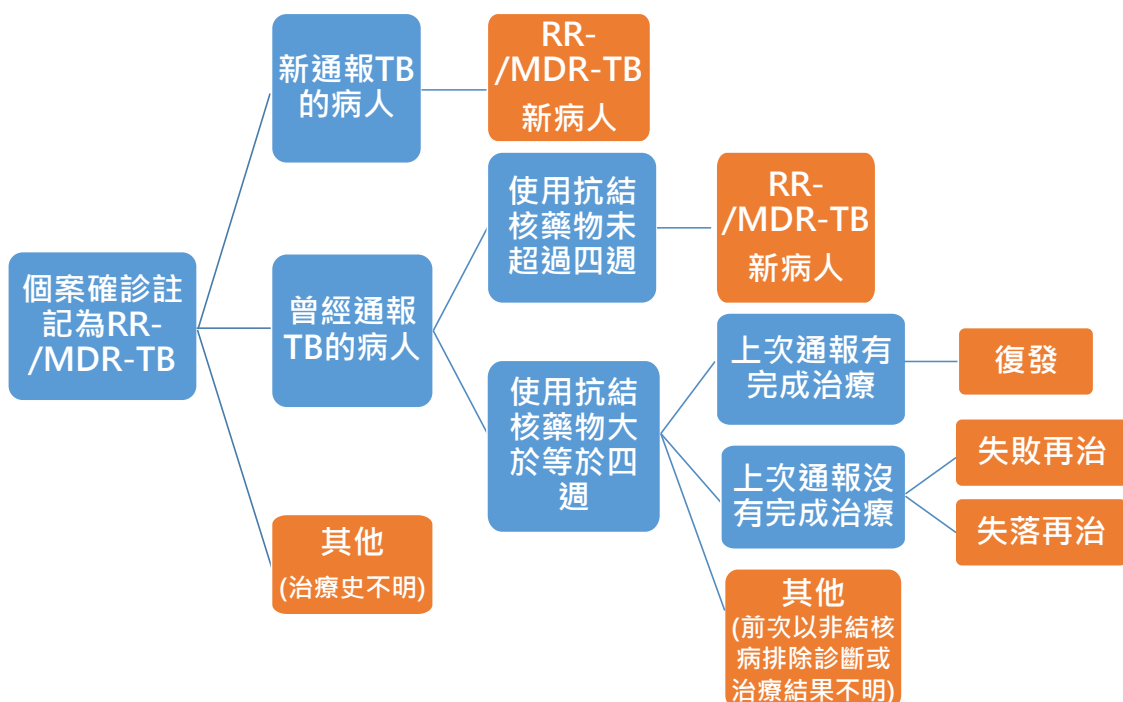 個案確診註
記為RR-
/MDR-TB
新通報TB
的病人
RR-
/MDR-TB
新病人
曾經通報
TB的病人
使用抗結
核藥物未
超過四週
RR-
/MDR-TB
新病人
使用抗結
核藥物大
於等於四
週
上次通報有
完成治療
復發
上次通報沒
有完成治療
失敗再治
失落再治
其他
(前次以非結核
病排除診斷或
治療結果不明)
其他
(治療史不明)